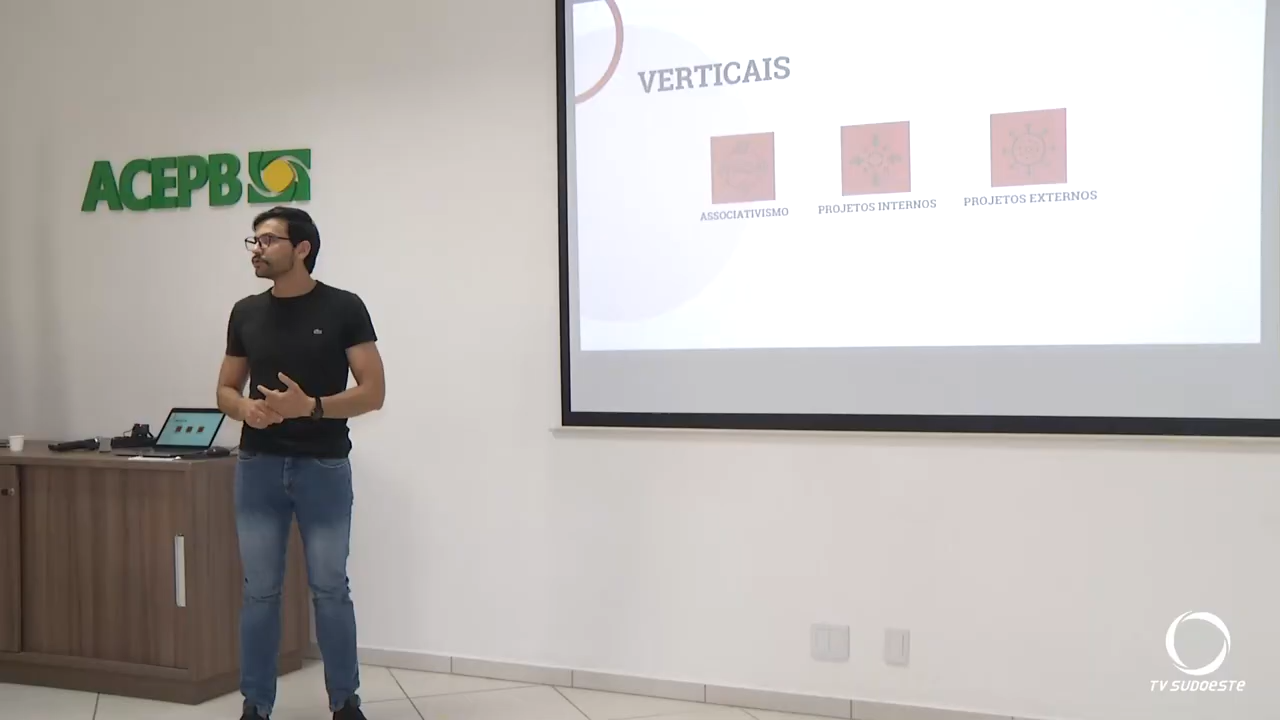 VERTICAIS
ASSOCIATIVISMO
PROJETOS INTERNOS
PROJETOS EXTERNOS
ACEPB
TV SUDOESTE